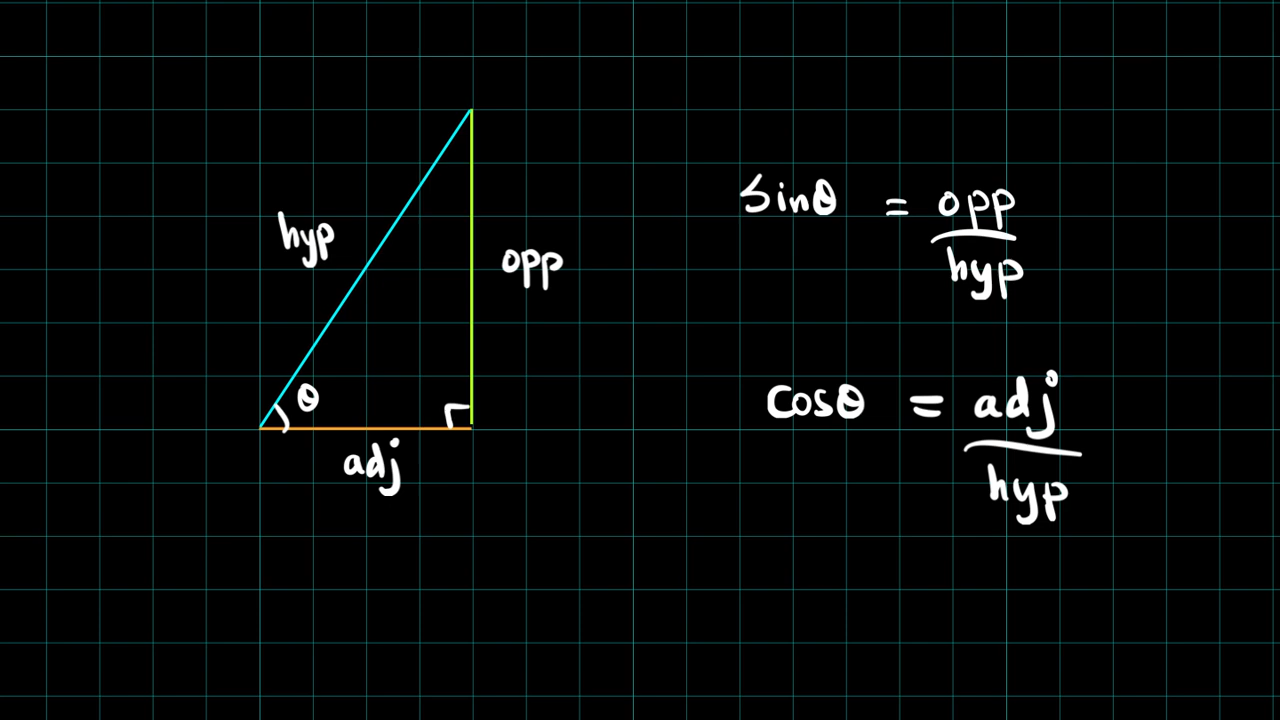 hyp
opp
θ
adj
sinθ = opp
hyp
cosθ = adj
hyp